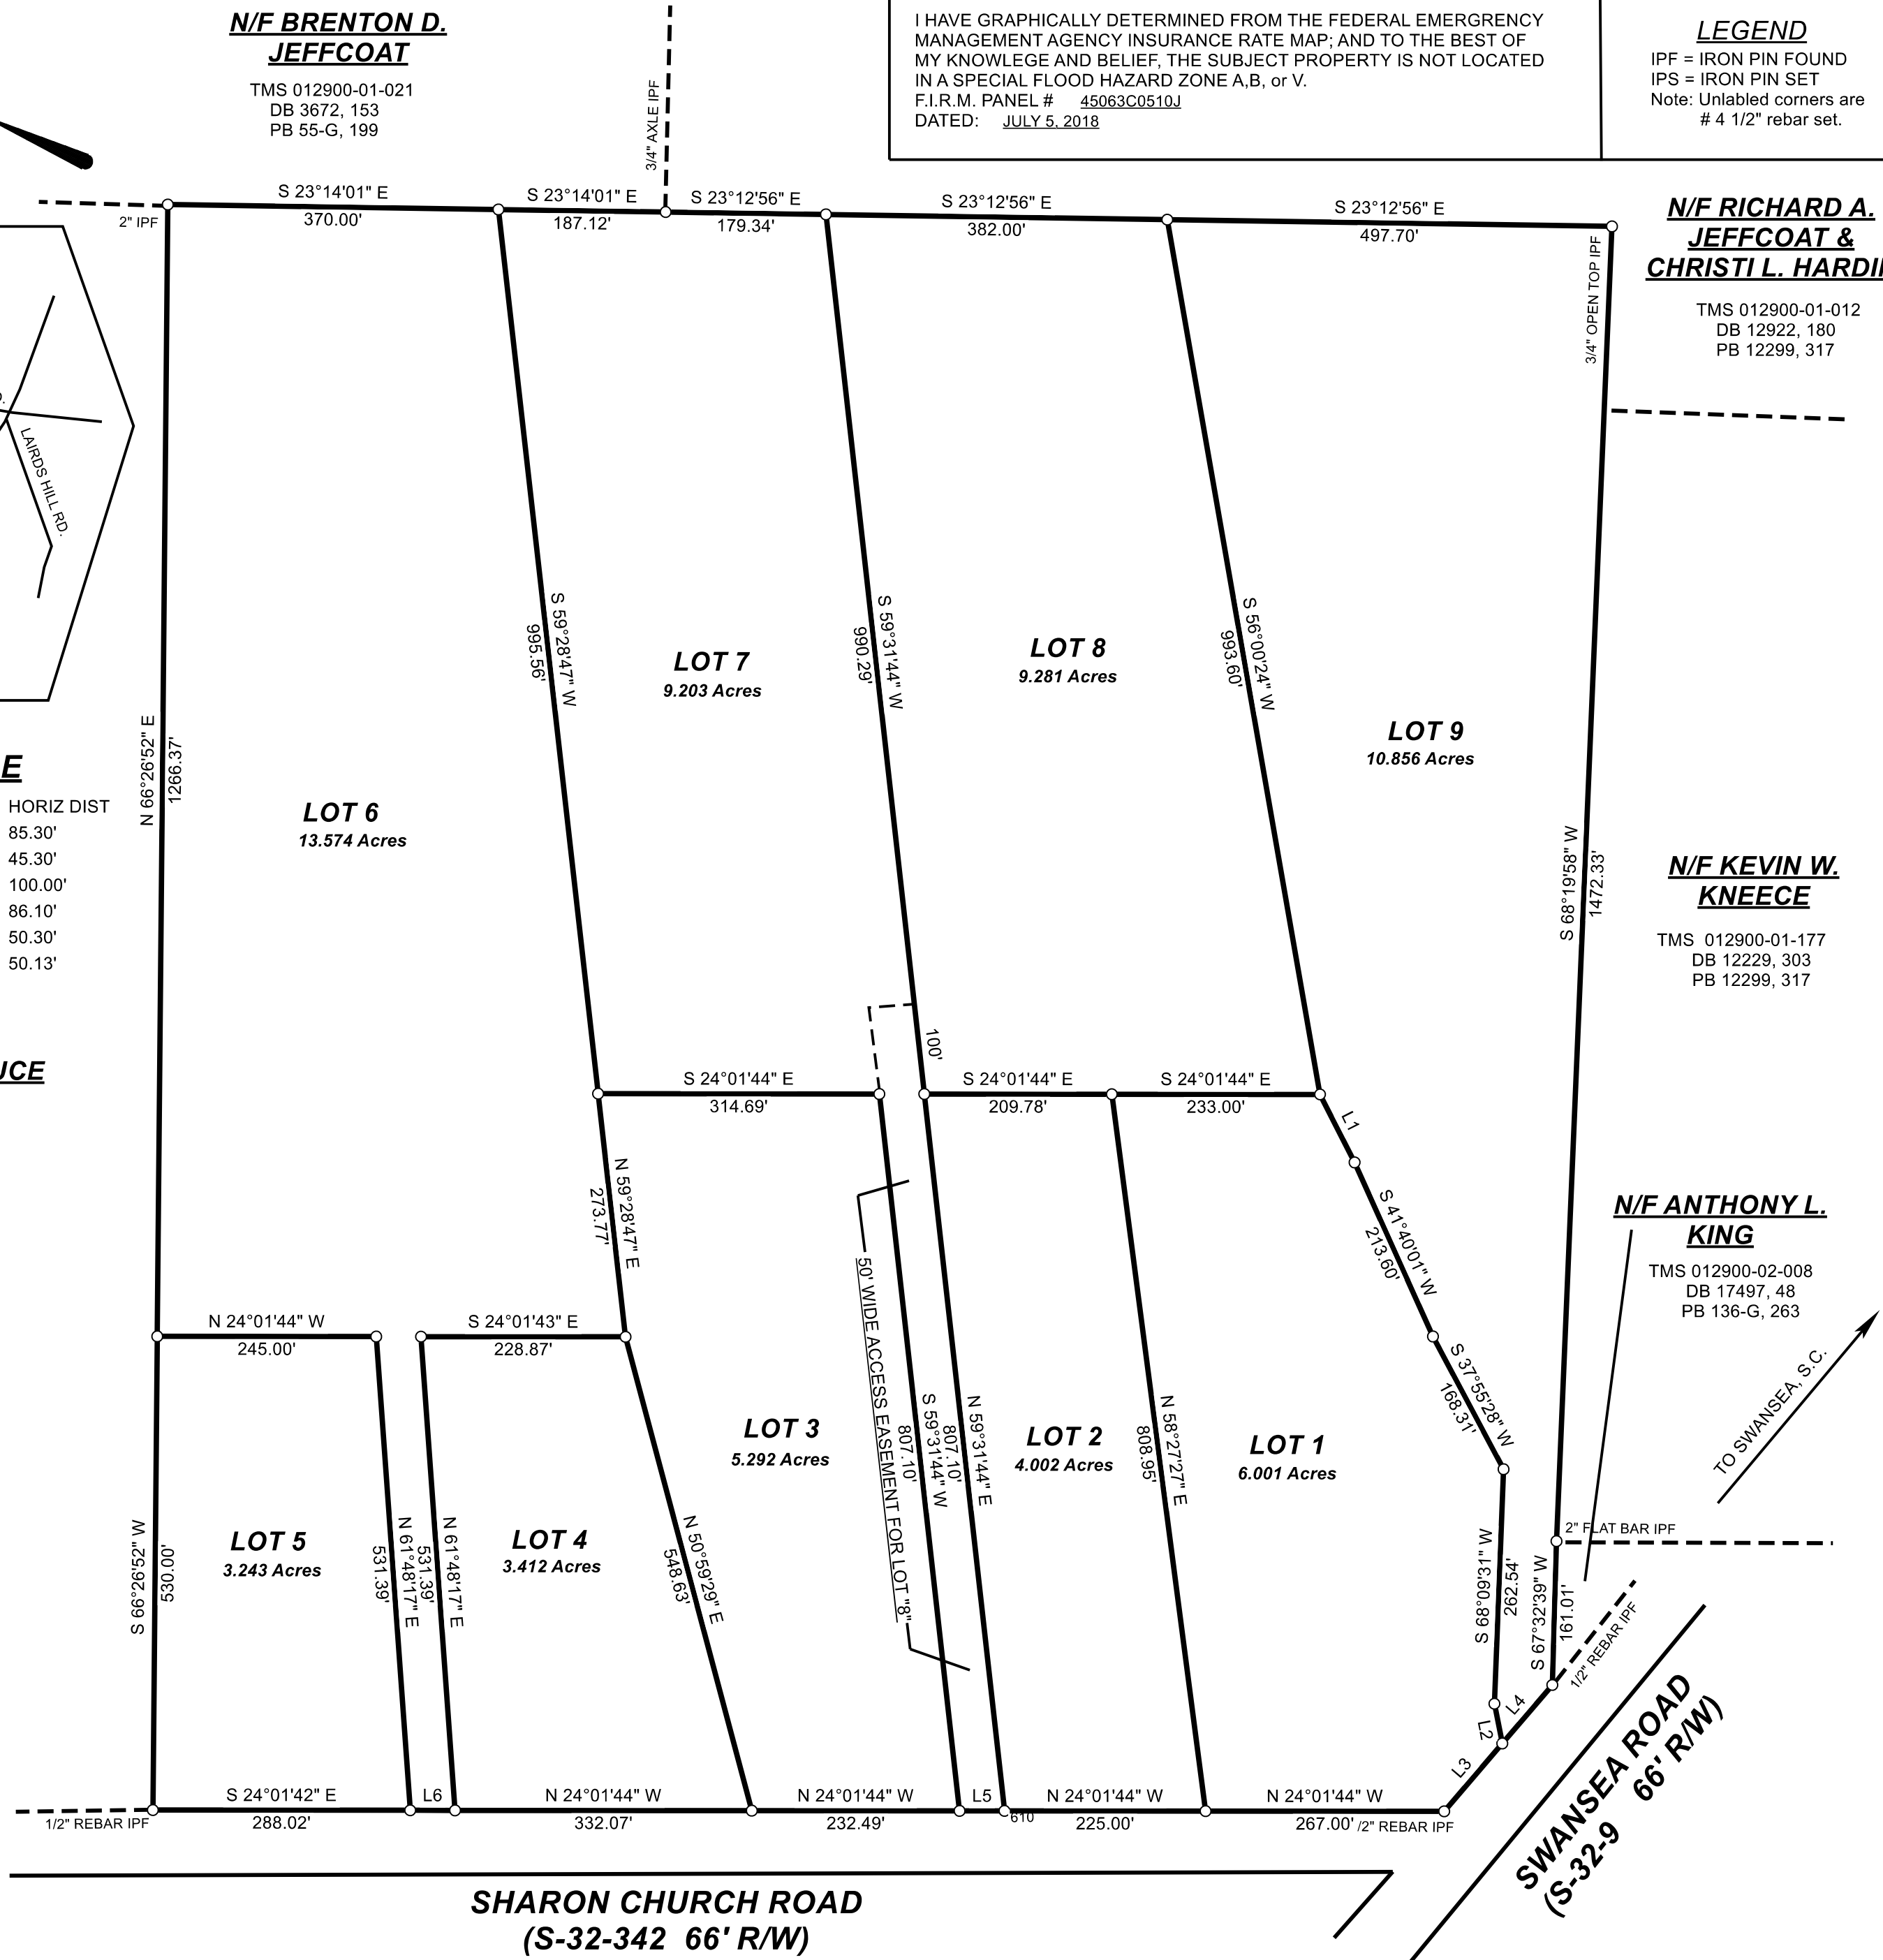 N/F BRENTON D.
JEFFCOAT
TMS 012900-01-021
DB 3672, 153
PB 55-G, 199
3/4" AXLE IPF
I HAVE GRAPHICALLY DETERMINED FROM THE FEDERAL EMERGRENCY
MANAGEMENT AGENCY INSURANCE RATE MAP; AND TO THE BEST OF
MY KNOWLEGE AND BELIEF, THE SUBJECT PROPERTY IS NOT LOCATED
IN A SPECIAL FLOOD HAZARD ZONE A,B, or V.
F.I.R.M. PANEL # 45063C0510J
DATED: JULY 5, 2018
LEGEND
IPF = IRON PIN FOUND
IPS = IRON PIN SET
Note: Unlabled corners are
# 4 1/2" rebar set.
2" IPF
S 23°14'01" E
370.00'
S 23°14'01" E
187.12'
S 23°12'56" E
179.34'
S 23°12'56" E
382.00'
S 23°12'56" E
497.70'
3/4" OPEN TOP IPF
N/F RICHARD A.
JEFFCOAT &
CHRISTI L. HARDI
TMS 012900-01-012
DB 12922, 180
PB 12299, 317
LAIRDS HILL RD.
E
HORIZ DIST
85.30'
45.30'
100.00'
86.10'
50.30'
50.13'
UCE
N 66°26'52" E
1266.37'
LOT 6
13.574 Acres
S 59°28'47" W
995.56'
LOT 7
9.203 Acres
S 59°31'44" W
990.29'
LOT 8
9.281 Acres
S 56°00'24" W
993.60'
LOT 9
10.856 Acres
S 68°19'58" W
1472.33'
N/F KEVIN W.
KNEECE
TMS 012900-01-177
DB 12229, 303
PB 12299, 317
100'
S 24°01'44" E
314.69'
S 24°01'44" E
209.78'
S 24°01'44" E
233.00'
L1
N 59°28'47" E
273.77'
S 41°40'01" W
213.60'
S 37°55'28" W
168.31'
N/F ANTHONY L.
KING
TMS 012900-02-008
DB 17497, 48
PB 136-G, 263
TO SWANSEA, S.C.
N 24°01'44" W
245.00'
S 24°01'43" E
228.87'
50' WIDE ACCESS EASEMENT FOR LOT "8"
S 66°26'52" W
530.00'
LOT 5
3.243 Acres
N 61°48'17" E
531.39'
N 61°48'17" E
531.39'
LOT 4
3.412 Acres
N 50°59'29" E
548.63'
LOT 3
5.292 Acres
S 59°31'44" W
807.10'
N 59°31'44" E
807.10'
LOT 2
4.002 Acres
N 58°27'27" E
808.95'
LOT 1
6.001 Acres
S 68°09'31" W
262.54'
S 67°32'39" W
161.01'
2" FLAT BAR IPF
1/2" REBAR IPF
L4
L2
L3
1/2" REBAR IPF
S 24°01'42" E
288.02'
L6
N 24°01'44" W
332.07'
N 24°01'44" W
232.49'
L5
610
N 24°01'44" W
225.00'
N 24°01'44" W
267.00'
/2" REBAR IPF
SHARON CHURCH ROAD
(S-32-342 66' R/W)
SWANSEA ROAD
(S-32-9 66' R/W)